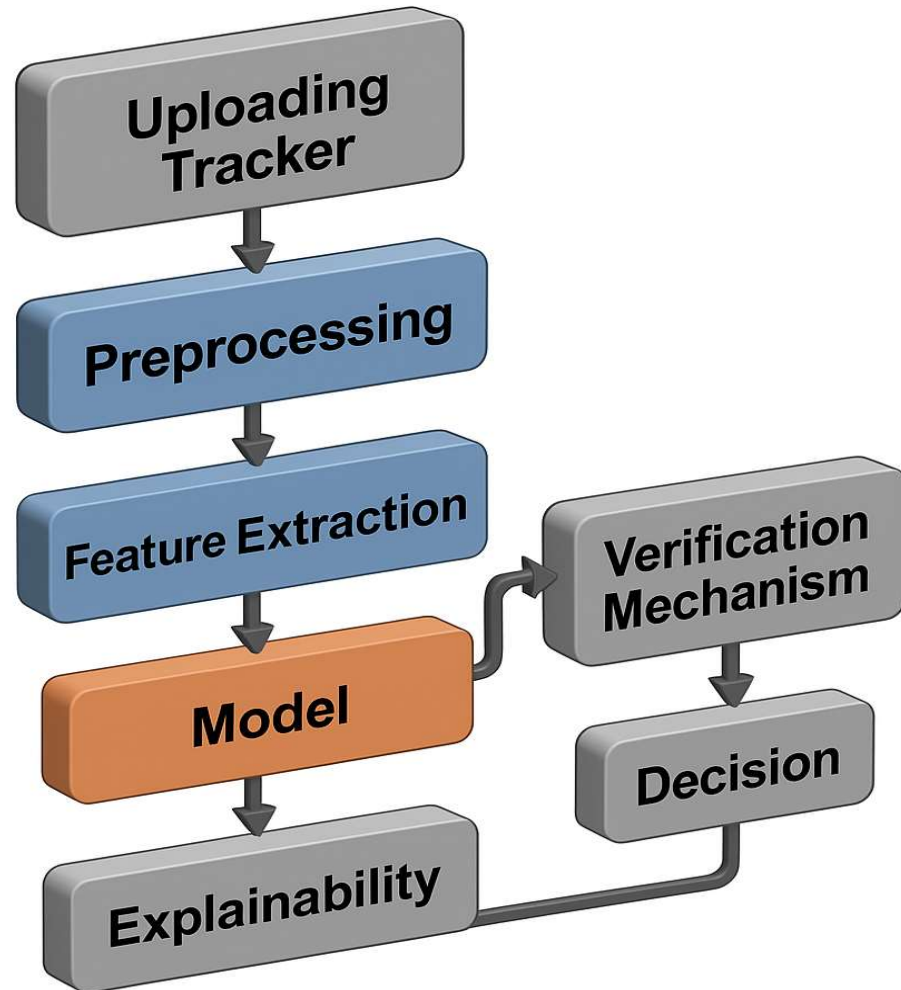 Uploading
Tracker
Preprocessing
Feature Extraction
Model
Explainability
Verification
Mechanism
Decision